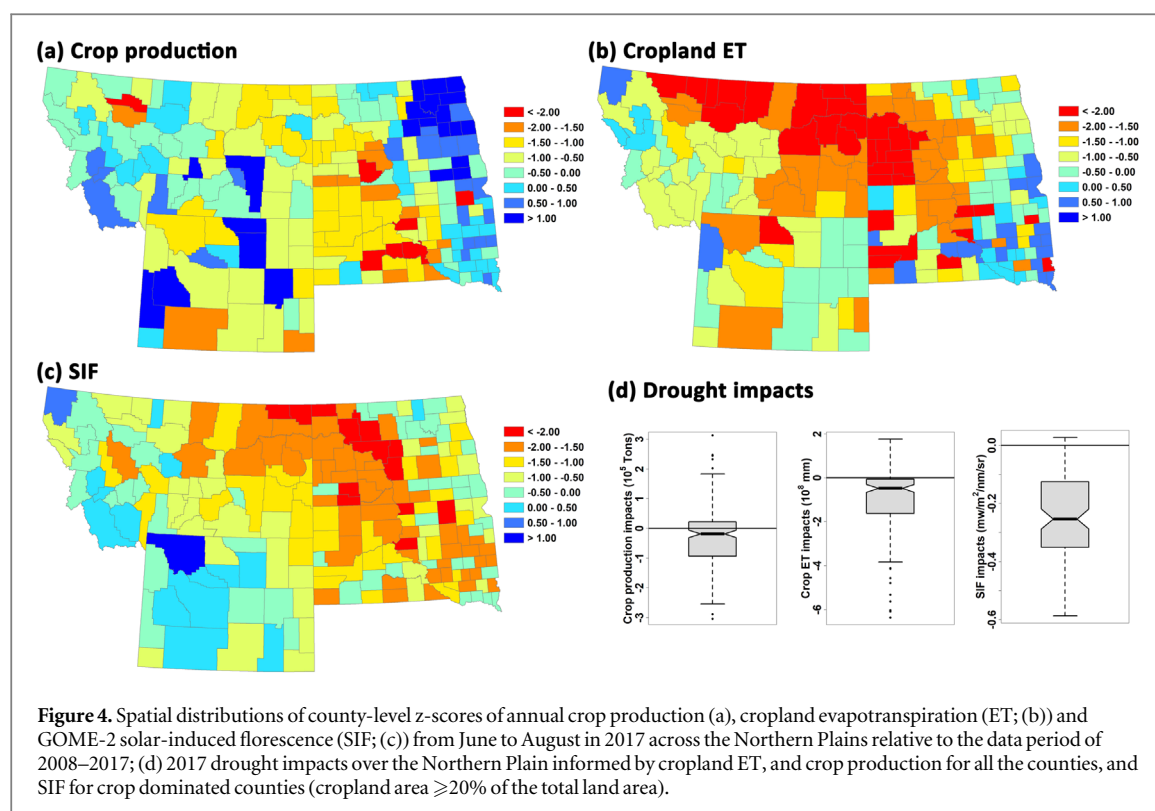 (a) Crop production
< -2.00
-2.00 - -1.50
-1.50 - -1.00
-1.00 - -0.50
-0.50 - 0.00
0.00 - 0.50
0.50 - 1.00
> 1.00
(b) Cropland ET
< -2.00
-2.00 - -1.50
-1.50 - -1.00
-1.00 - -0.50
-0.50 - 0.00
0.00 - 0.50
0.50 - 1.00
> 1.00
(c) SIF
< -2.00
-2.00 - -1.50
-1.50 - -1.00
-1.00 - -0.50
-0.50 - 0.00
0.00 - 0.50
0.50 - 1.00
> 1.00
(d) Drought impacts
Crop production impacts (10⁵ Tons)
3
2
1
0
-1
-2
-3
Crop ET impacts (10⁸ mm)
2
0
-2
-4
-6
SIF impacts (mw/m²/nm/sr)
0.0
-0.2
-0.4
-0.6
Figure 4. Spatial distributions of county-level z-scores of annual crop production (a), cropland evapotranspiration (ET; (b)) and
GOME-2 solar-induced florescence (SIF; (c)) from June to August in 2017 across the Northern Plains relative to the data period of
2008–2017; (d) 2017 drought impacts over the Northern Plain informed by cropland ET, and crop production for all the counties, and
SIF for crop dominated counties (cropland area ⩾20% of the total land area).